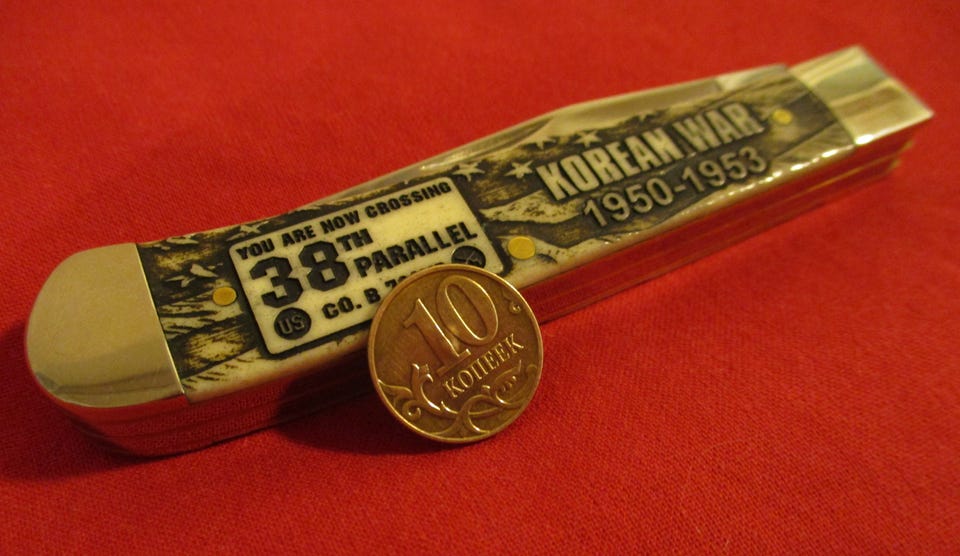 YOU ARE NOW CROSSING
38TH
PARALLEL
CO. B
US
KOREAN WAR
1950-1953
10
КОПЕЕК